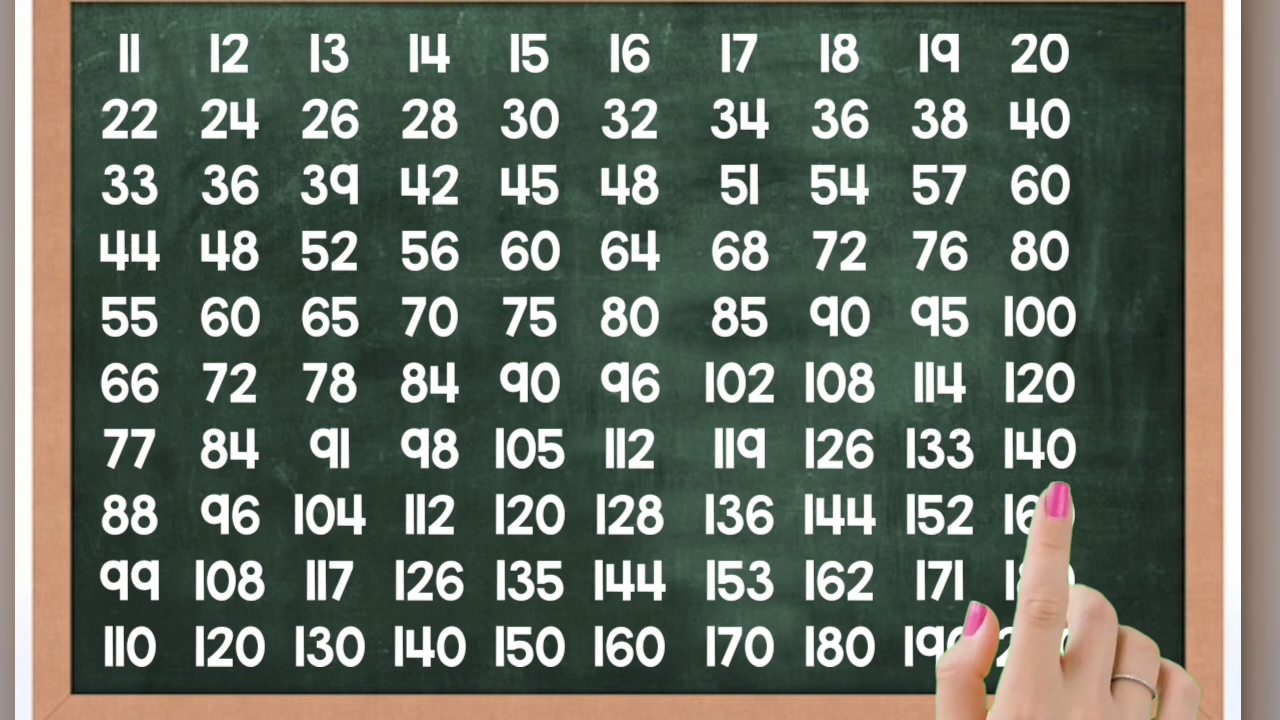 11 12 13 14 15 16 17 18 19 20
22 24 26 28 30 32 34 36 38 40
33 36 39 42 45 48 51 54 57 60
44 48 52 56 60 64 68 72 76 80
55 60 65 70 75 80 85 90 95 100
66 72 78 84 90 96 102 108 114 120
77 84 91 98 105 112 119 126 133 140
88 96 104 112 120 128 136 144 152
99 108 117 126 135 144 153 162 171
110 120 130 140 150 160 170 180